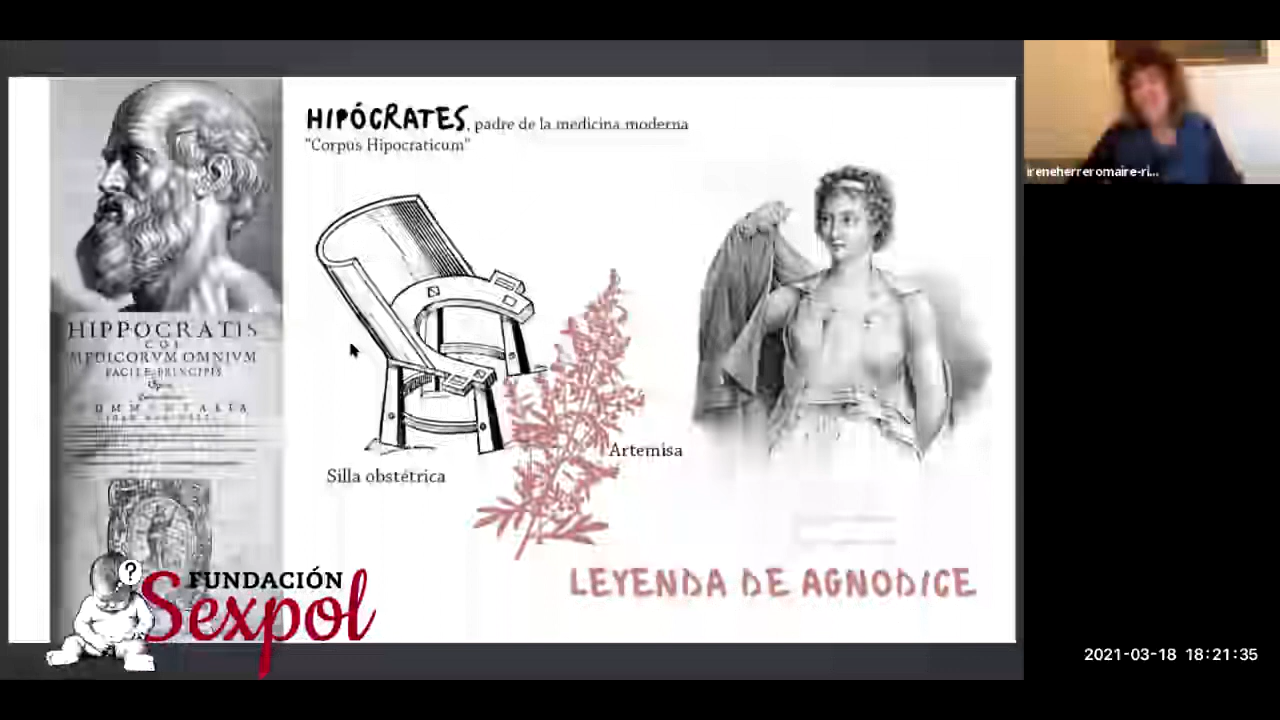 HIPÓCRATES, padre de la medicina moderna
"Corpus Hipocraticum"
HIPPOCRATIS
COI
MEDICORVM OMNIVM
FACILE PRINCIPIS
Silla obstétrica
Artemisa
LEYENDA DE AGNODICE
?
FUNDACIÓN
Sexpol
ireneherreromaire-ri...
2021-03-18 18:21:35